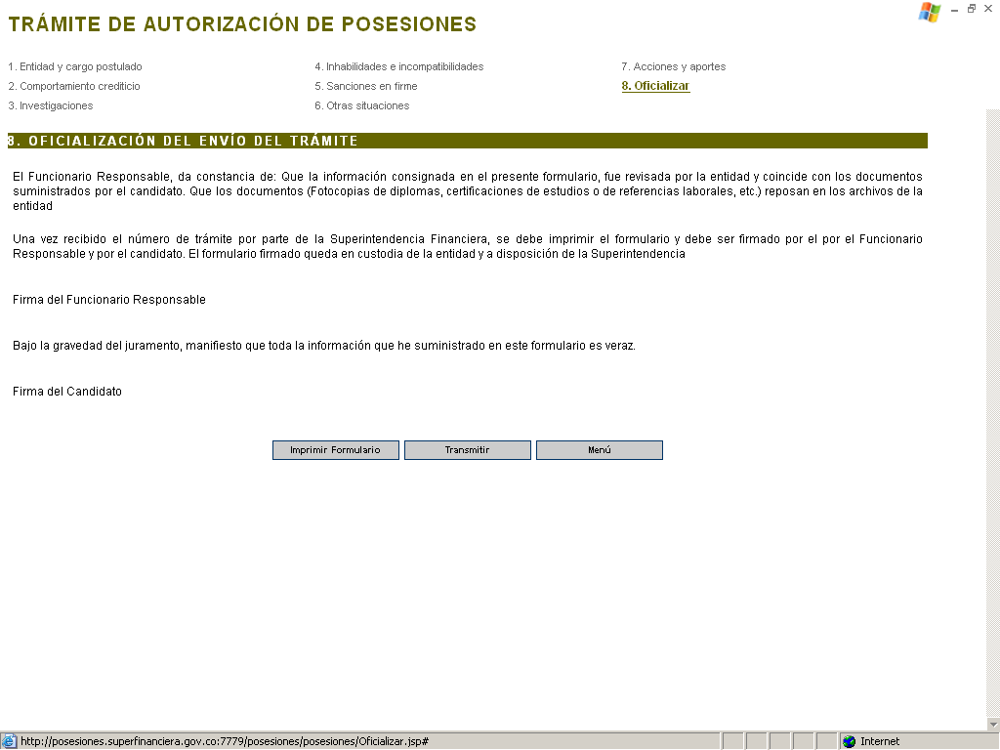 TRÁMITE DE AUTORIZACIÓN DE POSESIONES
1. Entidad y cargo postulado
2. Comportamiento crediticio
3. Investigaciones
4. Inhabilidades e incompatibilidades
5. Sanciones en firme
6. Otras situaciones
7. Acciones y aportes
8. Oficializar
8. OFICIALIZACIÓN DEL ENVÍO DEL TRÁMITE
El Funcionario Responsable, da constancia de: Que la información consignada en el presente formulario, fue revisada por la entidad y coincide con los documentos
suministrados por el candidato. Que los documentos (Fotocopias de diplomas, certificaciones de estudios o de referencias laborales, etc.) reposan en los archivos de la
entidad
Una vez recibido el número de trámite por parte de la Superintendencia Financiera, se debe imprimir el formulario y debe ser firmado por el por el Funcionario
Responsable y por el candidato. El formulario firmado queda en custodia de la entidad y a disposición de la Superintendencia
Firma del Funcionario Responsable
Bajo la gravedad del juramento, manifiesto que toda la información que he suministrado en este formulario es veraz.
Firma del Candidato
Imprimir Formulario
Transmitir
Menú
http://posesiones.superfinanciera.gov.co:7779/posesiones/posesiones/Oficializar.jsp#
Internet